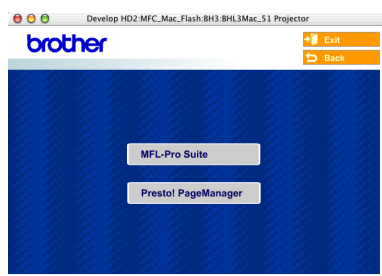 Develop HD2:MFC_Mac_Flash:BH3:BHL3Mac_51 Projector
brother
Exit
Back
MFL-Pro Suite
Presto! PageManager